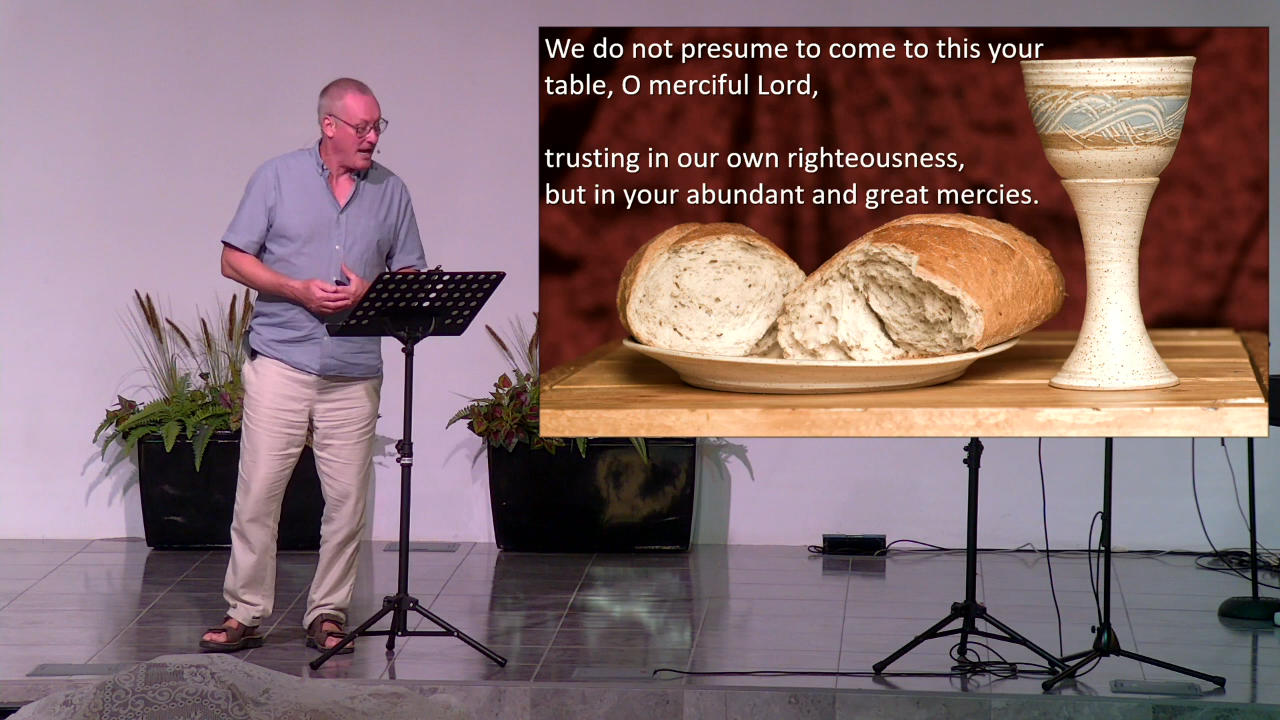 We do not presume to come to this your
table, O merciful Lord,
trusting in our own righteousness,
but in your abundant and great mercies.